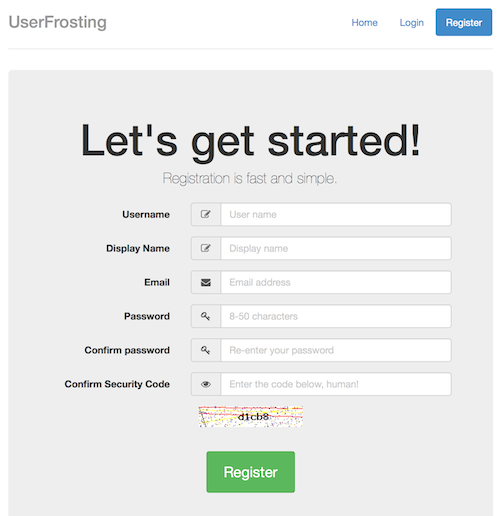 UserFrosting Home Login Register
Let's get started!
Registration is fast and simple.
Username User name
Display Name Display name
Email Email address
Password 8-50 characters
Confirm password Re-enter your password
Confirm Security Code Enter the code below, human!
d1cb8
Register